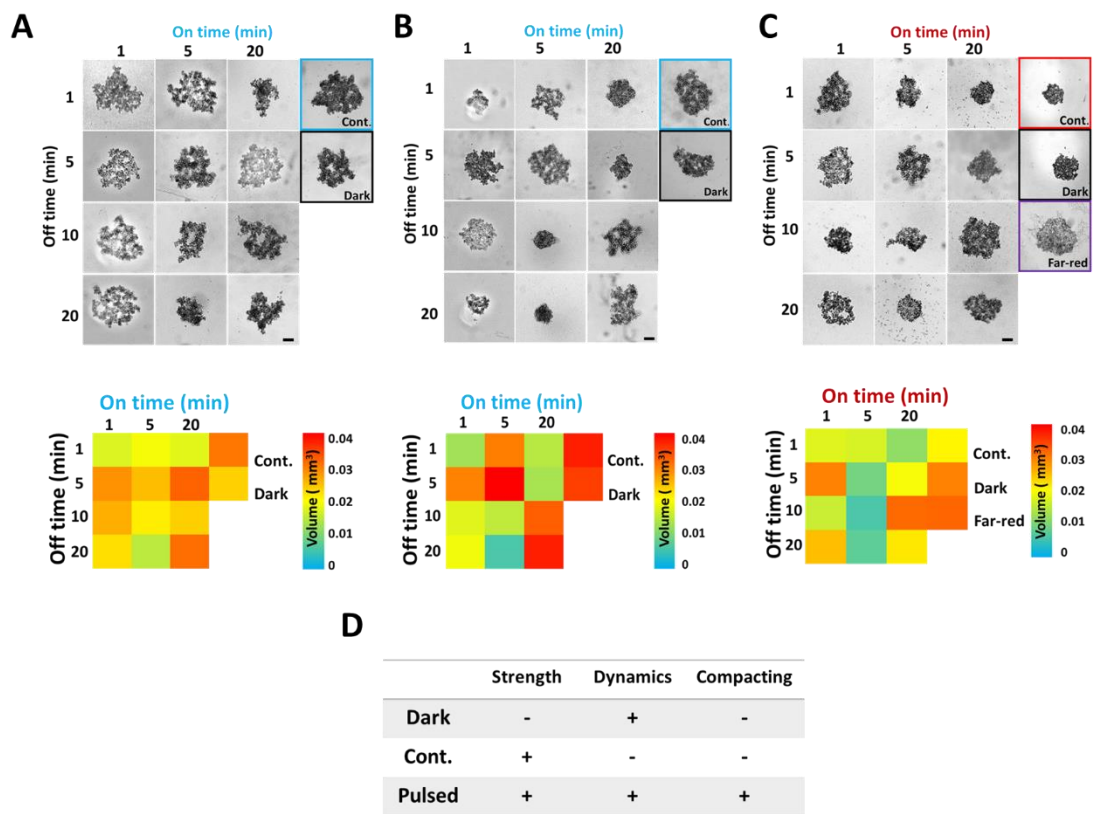 A
On time (min)
1 5 20
Off time (min)
1
Cont.
5
Dark
10
20
B
On time (min)
1 5 20
Off time (min)
1
Cont.
5
Dark
10
20
C
On time (min)
1 5 20
Off time (min)
1
Cont.
5
Dark
10
Far-red
20
On time (min)
1 5 20
Off time (min)
1
Cont.
5
Dark
10
20
Volume ( mm³)
0.04
0.03
0.02
0.01
0
On time (min)
1 5 20
Off time (min)
1
Cont.
5
Dark
10
20
Volume ( mm³)
0.04
0.03
0.02
0.01
0
On time (min)
1 5 20
Off time (min)
1
Cont.
5
Dark
10
Far-red
20
Volume ( mm³)
0.04
0.03
0.02
0.01
0
D
Strength Dynamics Compacting
Dark - + -
Cont. + - -
Pulsed + + +